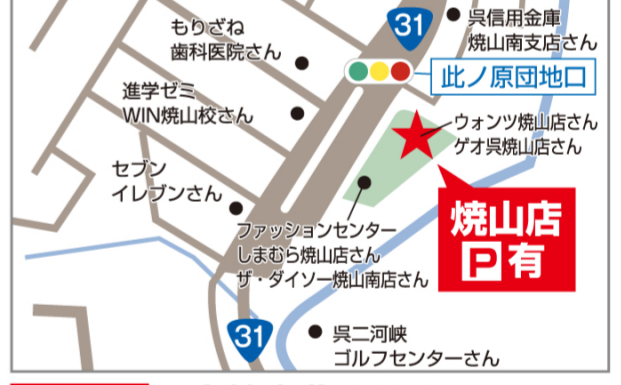 31
呉信用金庫
焼山南支店さん
もりざね
歯科医院さん
此ノ原団地口
進学ゼミ
WIN焼山校さん
ウォンツ焼山店さん
ゲオ呉焼山店さん
セブン
イレブンさん
焼山店
P有
ファッションセンター
しまむら焼山店さん
ザ・ダイソー焼山南店さん
31
呉二河峡
ゴルフセンターさん